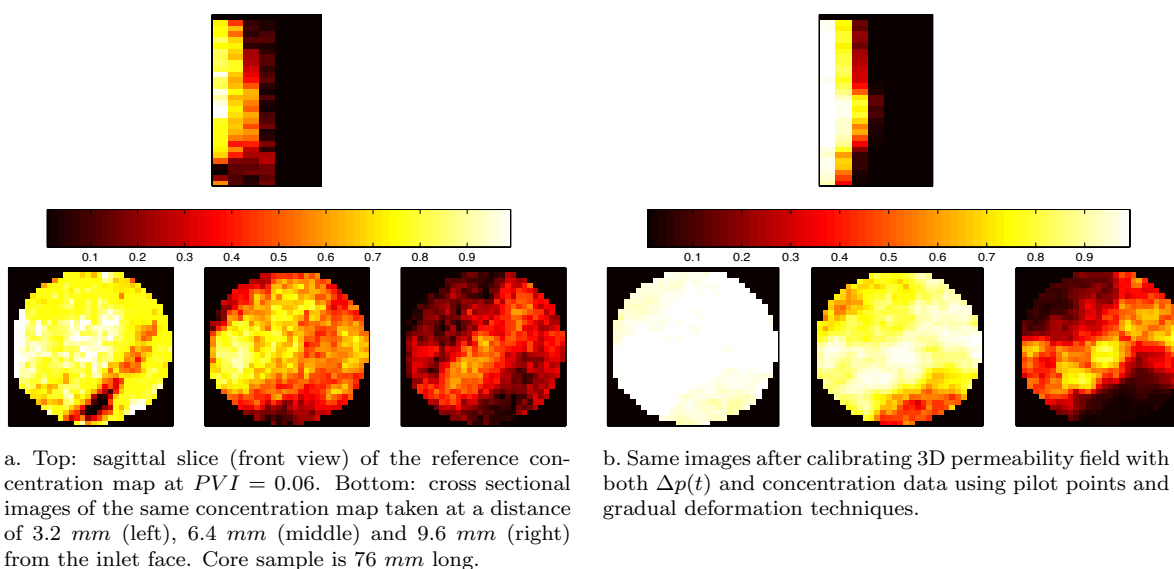 0.1 0.2 0.3 0.4 0.5 0.6 0.7 0.8 0.9
0.1 0.2 0.3 0.4 0.5 0.6 0.7 0.8 0.9
a. Top: sagittal slice (front view) of the reference con-
centration map at PVI = 0.06. Bottom: cross sectional
images of the same concentration map taken at a distance
of 3.2 mm (left), 6.4 mm (middle) and 9.6 mm (right)
from the inlet face. Core sample is 76 mm long.
b. Same images after calibrating 3D permeability field with
both Δp(t) and concentration data using pilot points and
gradual deformation techniques.